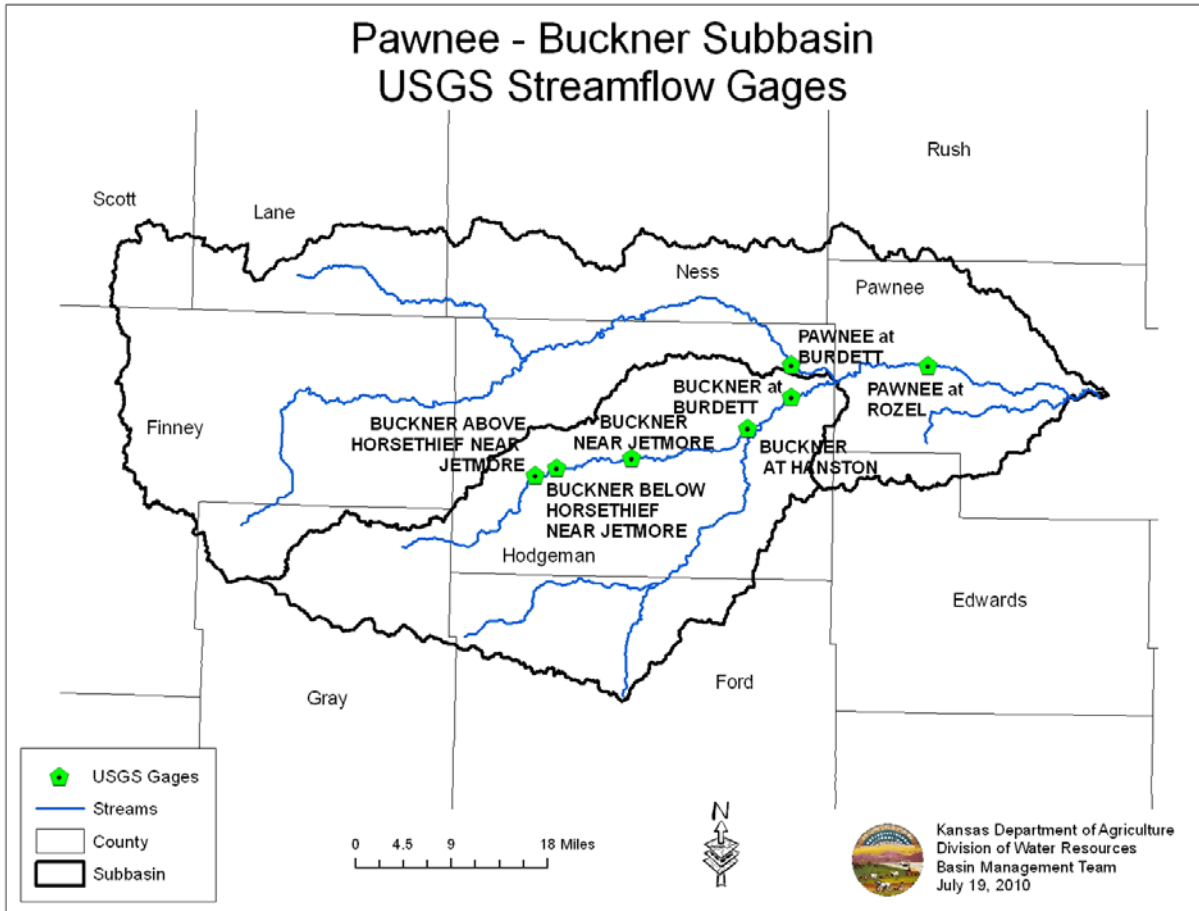 Pawnee - Buckner Subbasin
USGS Streamflow Gages
Rush
Scott
Lane
Ness
Pawnee
PAWNEE at
BURDETT
BUCKNER at
BURDETT
PAWNEE at
ROZEL
Finney
BUCKNER ABOVE
HORSETHIEF NEAR
JETMORE
BUCKNER
NEAR JETMORE
BUCKNER
AT HANSTON
BUCKNER BELOW
HORSETHIEF
NEAR JETMORE
Hodgeman
Edwards
Gray
Ford
USGS Gages
Streams
County
Subbasin
0 4.5 9 18 Miles
N
Kansas Department of Agriculture
Division of Water Resources
Basin Management Team
July 19, 2010